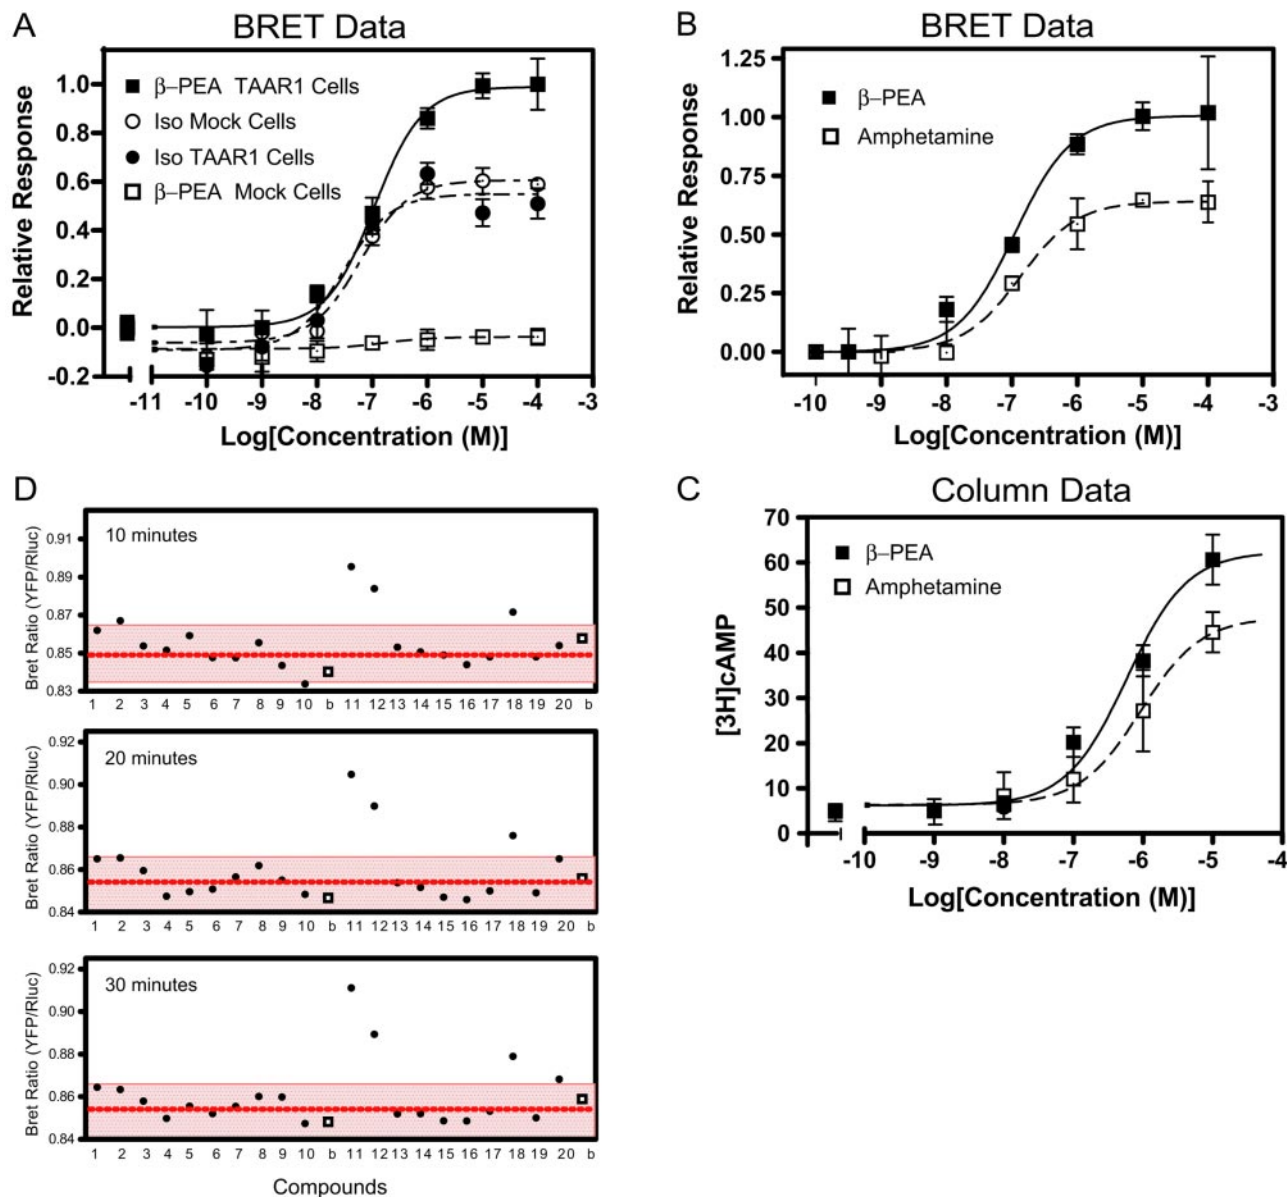 A
BRET Data
Relative Response
1.0
0.8
0.6
0.4
0.2
0.0
-0.2
β–PEA TAAR1 Cells
Iso Mock Cells
Iso TAAR1 Cells
β–PEA Mock Cells
-11 -10 -9 -8 -7 -6 -5 -4 -3
Log[Concentration (M)]
B
BRET Data
Relative Response
1.25
1.00
0.75
0.50
0.25
0.00
β–PEA
Amphetamine
-10 -9 -8 -7 -6 -5 -4 -3
Log[Concentration (M)]
D
Bret Ratio (YFP/Rluc)
0.91
0.89
0.87
0.85
0.83
10 minutes
1 2 3 4 5 6 7 8 9 10 b 11 12 13 14 15 16 17 18 19 20 b
Bret Ratio (YFP/Rluc)
0.92
0.90
0.88
0.86
0.84
20 minutes
1 2 3 4 5 6 7 8 9 10 b 11 12 13 14 15 16 17 18 19 20 b
Bret Ratio (YFP/Rluc)
0.92
0.90
0.88
0.86
0.84
30 minutes
1 2 3 4 5 6 7 8 9 10 b 11 12 13 14 15 16 17 18 19 20 b
Compounds
C
Column Data
[3H]cAMP
70
60
50
40
30
20
10
0
β–PEA
Amphetamine
-10 -9 -8 -7 -6 -5 -4
Log[Concentration (M)]